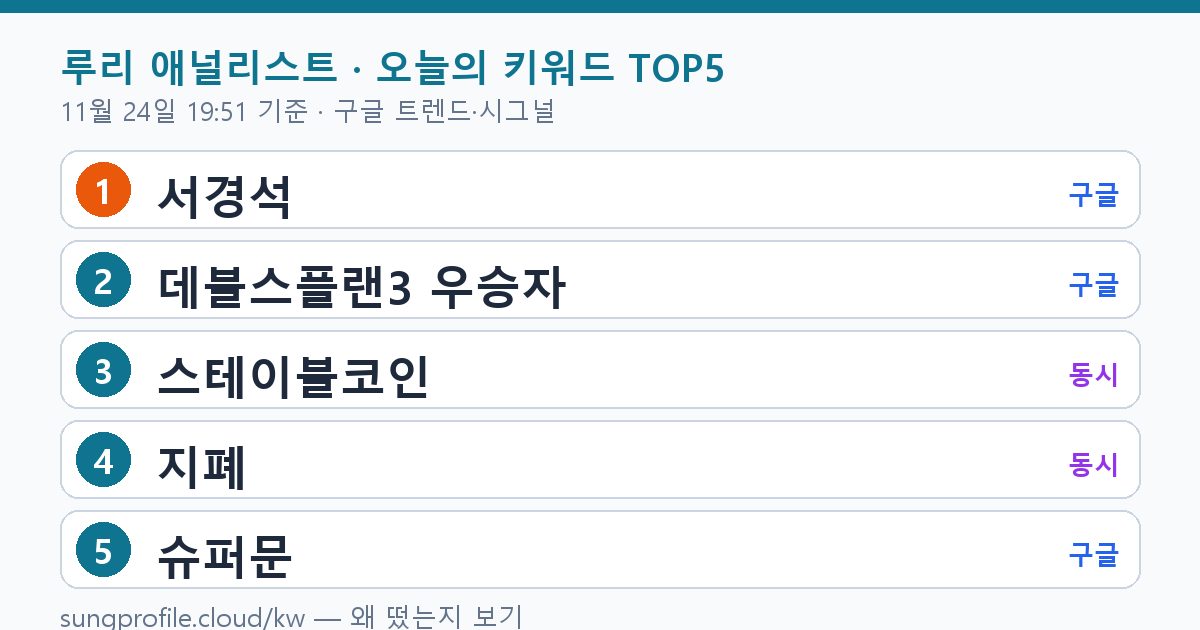 루리 애널리스트 · 오늘의 키워드 TOP5
11월 24일 19:51 기준 · 구글 트렌드·시그널
1 서경석 구글
2 데블스플랜3 우승자 구글
3 스테이블코인 동시
4 지폐 동시
5 슈퍼문 구글
sungprofile.cloud/kw — 왜 떴는지 보기